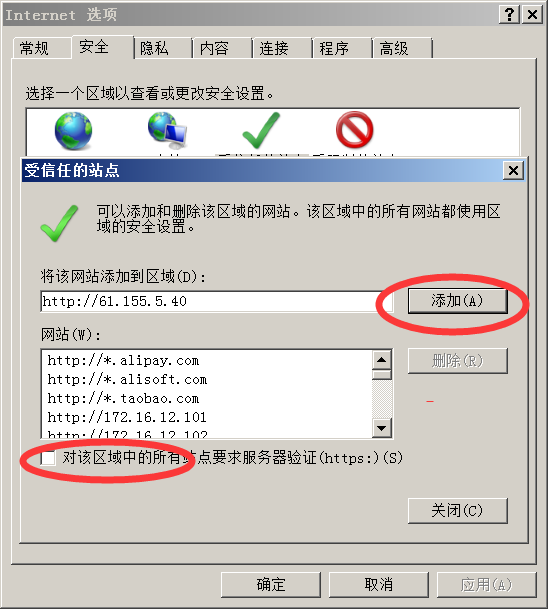 Internet 选项
常规 安全 隐私 内容 连接 程序 高级
选择一个区域以查看或更改安全设置。
受信任的站点
可以添加和删除该区域的网站。该区域中的所有网站都使用区
域的安全设置。
将该网站添加到区域(D):
http://61.155.5.40 添加(A)
网站(W):
http://*.alipay.com 删除(R)
http://*.alisoft.com
http://*.taobao.com
http://172.16.12.101
http://172.16.12.102
对该区域中的所有站点要求服务器验证(https:)(S)
关闭(C)
确定 取消 应用(A)